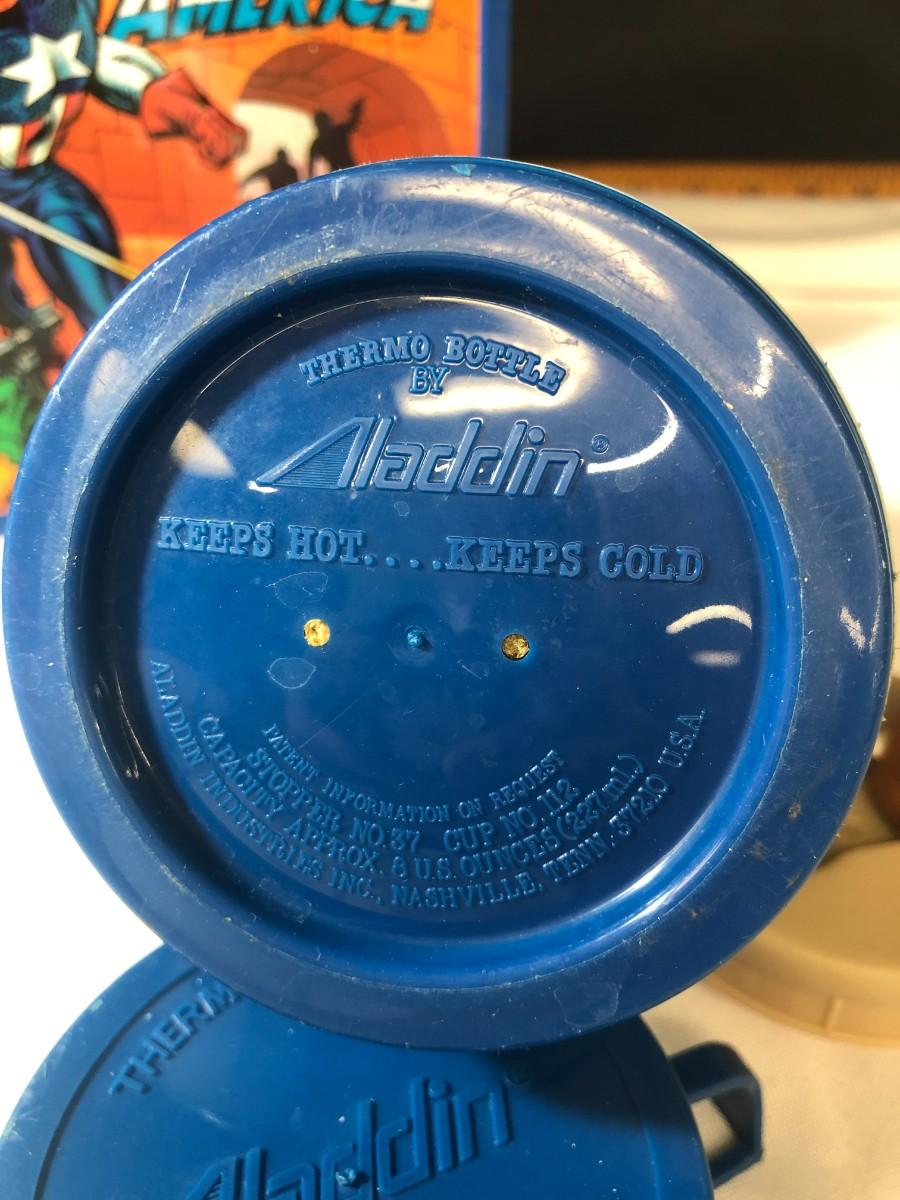 AMERICA
THERMO BOTTLE
BY
Aladdin®
KEEPS HOT....KEEPS COLD
PATENT INFORMATION ON REQUEST
STOPPER NO. 37 CUP NO. 112
CAPACITY APPROX. 8 U.S. OUNCES (227 mL)
ALADDIN INDUSTRIES INC., NASHVILLE, TENN. 37210 U.S.A.
THERM
Aladdin®